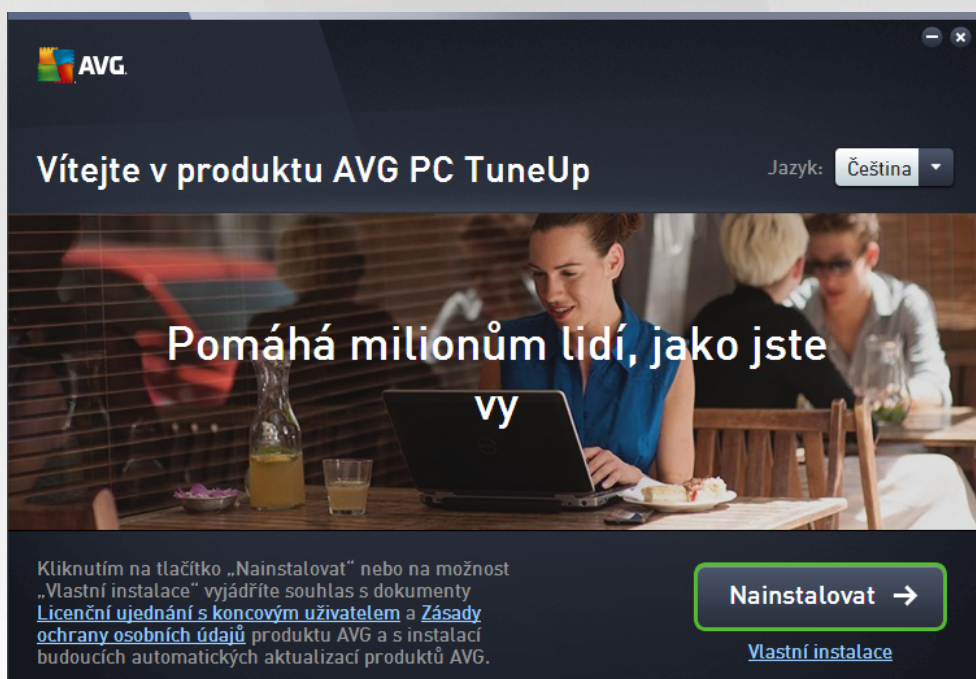 AVG.
Vítejte v produktu AVG PC TuneUp
Jazyk: Čeština
Pomáhá milionům lidí, jako jste
vy
Kliknutím na tlačítko „Nainstalovat“ nebo na možnost
„Vlastní instalace“ vyjádříte souhlas s dokumenty
Licenční ujednání s koncovým uživatelem a Zásady
ochrany osobních údajů produktu AVG a s instalací
budoucích automatických aktualizací produktů AVG.
Nainstalovat →
Vlastní instalace